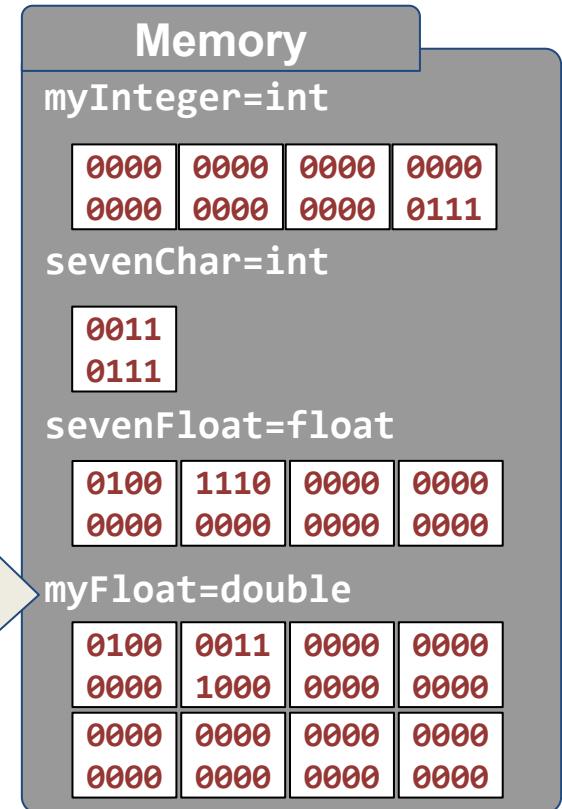 Memory
myInteger=int
0000 0000 0000 0000
0000 0000 0000 0111
sevenChar=int
0011
0111
sevenFloat=float
0100 1110 0000 0000
0000 0000 0000 0000
myFloat=double
0100 0011 0000 0000
0000 1000 0000 0000
0000 0000 0000 0000
0000 0000 0000 0000